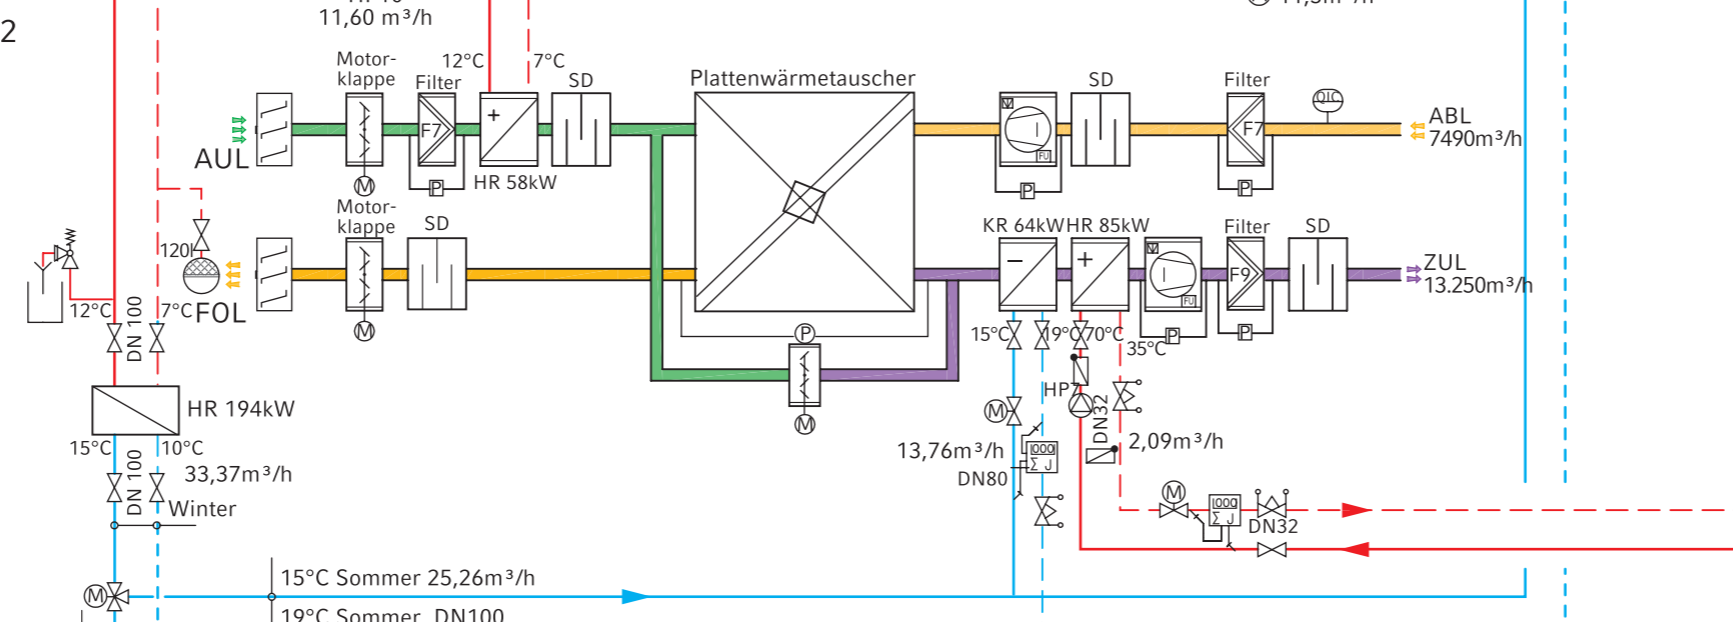 11,60 m³/h
2
12°C
7°C
Motor-
klappe
Filter
SD
Plattenwärmetauscher
SD
Filter
QIC
+
F7
F7
FU
ABL
7490m³/h
AUL
M
P
HR 58kW
P
P
Motor-
klappe
SD
KR 64kW
HR 85kW
Filter
SD
120l
−
+
F9
FU
ZUL
13.250m³/h
12°C
7°C
FOL
M
P
15°C
19°C
70°C
35°C
P
P
DN 100
HP7
HR 194kW
M
DN32
M
15°C
10°C
13,76m³/h
1000
Σ J
2,09m³/h
DN 100
33,37m³/h
DN80
Winter
M
1000
Σ J
DN32
M
15°C Sommer 25,26m³/h
19°C Sommer DN100